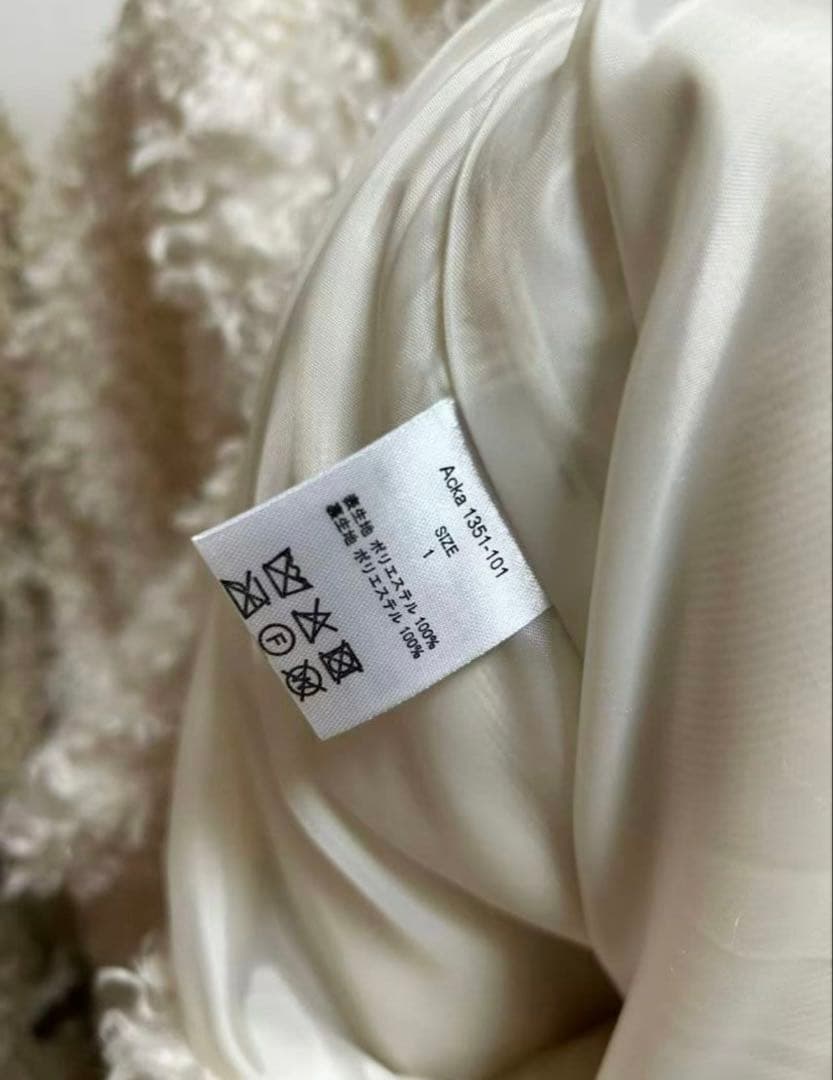 Acka 1351-101
SIZE
1
表生地 ポリエステル 100%
裏生地 ポリエステル 100%
F
W